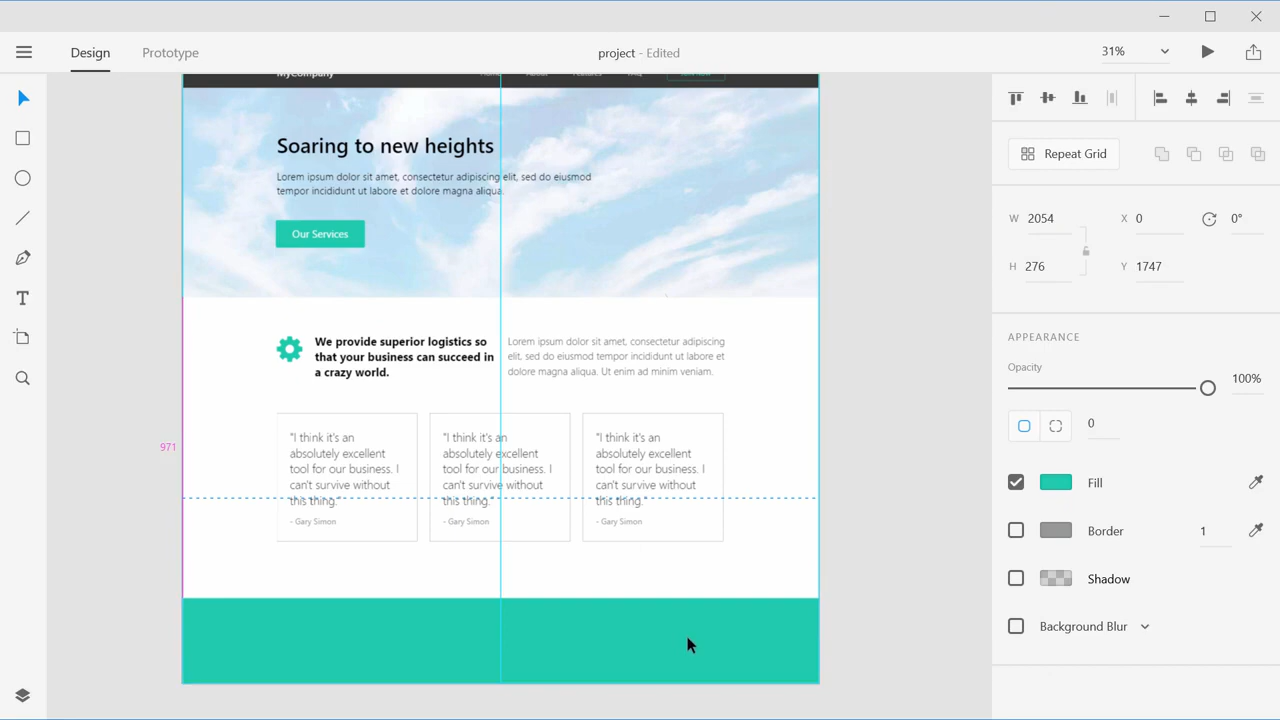 Design
Prototype
project - Edited
31%
MyCompany
Home
About
Features
FAQ
Soaring to new heights
Lorem ipsum dolor sit amet, consectetur adipiscing elit, sed do eiusmod
tempor incididunt ut labore et dolore magna aliqua.
Our Services
We provide superior logistics so
that your business can succeed in
a crazy world.
Lorem ipsum dolor sit amet, consectetur adipiscing
elit, sed do eiusmod tempor incididunt ut labore et
dolore magna aliqua. Ut enim ad minim veniam.
971
"I think it's an
absolutely excellent
tool for our business. I
can't survive without
this thing."
- Gary Simon
"I think it's an
absolutely excellent
tool for our business. I
can't survive without
this thing."
- Gary Simon
"I think it's an
absolutely excellent
tool for our business. I
can't survive without
this thing."
- Gary Simon
Repeat Grid
W 2054
X 0
0°
H 276
Y 1747
APPEARANCE
Opacity
100%
0
Fill
Border
1
Shadow
Background Blur